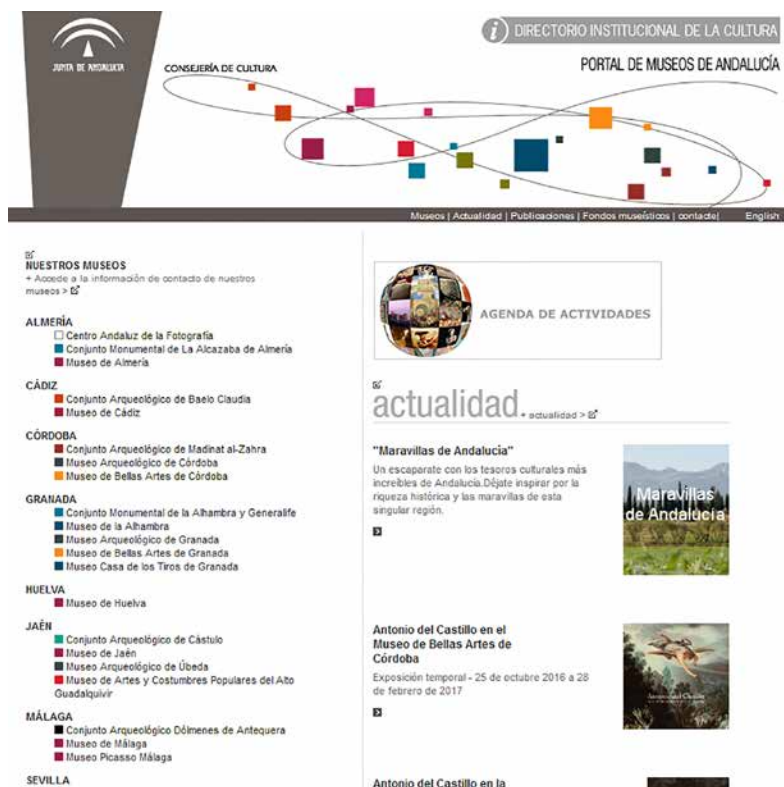 DIRECTORIO INSTITUCIONAL DE LA CULTURA
JUNTA DE ANDALUCIA
CONSEJERÍA DE CULTURA
PORTAL DE MUSEOS DE ANDALUCÍA
Museos | Actualidad | Publicaciones | Fondos museísticos | contacte|
English
NUESTROS MUSEOS
+ Accede a la información de contacto de nuestros
museos >
ALMERÍA
Centro Andaluz de la Fotografía
Conjunto Monumental de La Alcazaba de Almería
Museo de Almería
CÁDIZ
Conjunto Arqueológico de Baelo Claudia
Museo de Cádiz
CÓRDOBA
Conjunto Arqueológico de Madinat al-Zahra
Museo Arqueológico de Córdoba
Museo de Bellas Artes de Córdoba
GRANADA
Conjunto Monumental de la Alhambra y Generalife
Museo de la Alhambra
Museo Arqueológico de Granada
Museo de Bellas Artes de Granada
Museo Casa de los Tiros de Granada
HUELVA
Museo de Huelva
JAÉN
Conjunto Arqueológico de Cástulo
Museo de Jaén
Museo Arqueológico de Úbeda
Museo de Artes y Costumbres Populares del Alto
Guadalquivir
MÁLAGA
Conjunto Arqueológico Dólmenes de Antequera
Museo de Málaga
Museo Picasso Málaga
SEVILLA
AGENDA DE ACTIVIDADES
actualidad + actualidad >
"Maravillas de Andalucía"
Un escaparate con los tesoros culturales más
increíbles de Andalucía.Déjate inspirar por la
riqueza histórica y las maravillas de esta
singular región.
Maravillas
de Andalucía
Antonio del Castillo en el
Museo de Bellas Artes de
Córdoba
Exposición temporal - 25 de octubre 2016 a 28
de febrero de 2017
Antonio del Castillo
Antonio del Castillo en la